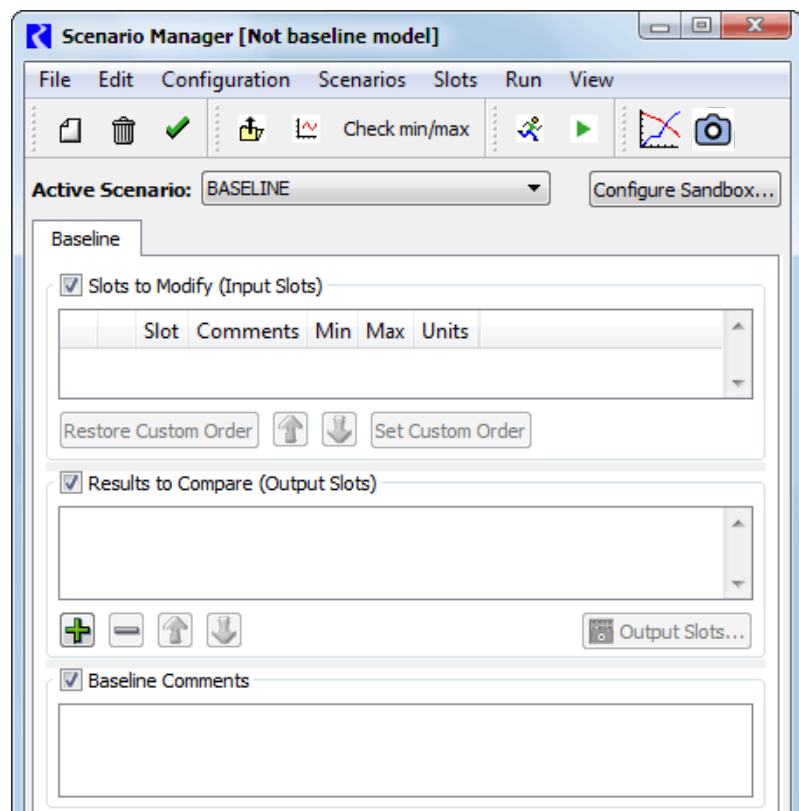 Scenario Manager [Not baseline model]
File Edit Configuration Scenarios Slots Run View
Check min/max
Active Scenario: BASELINE Configure Sandbox...
Baseline
Slots to Modify (Input Slots)
Slot Comments Min Max Units
Restore Custom Order Set Custom Order
Results to Compare (Output Slots)
Output Slots...
Baseline Comments